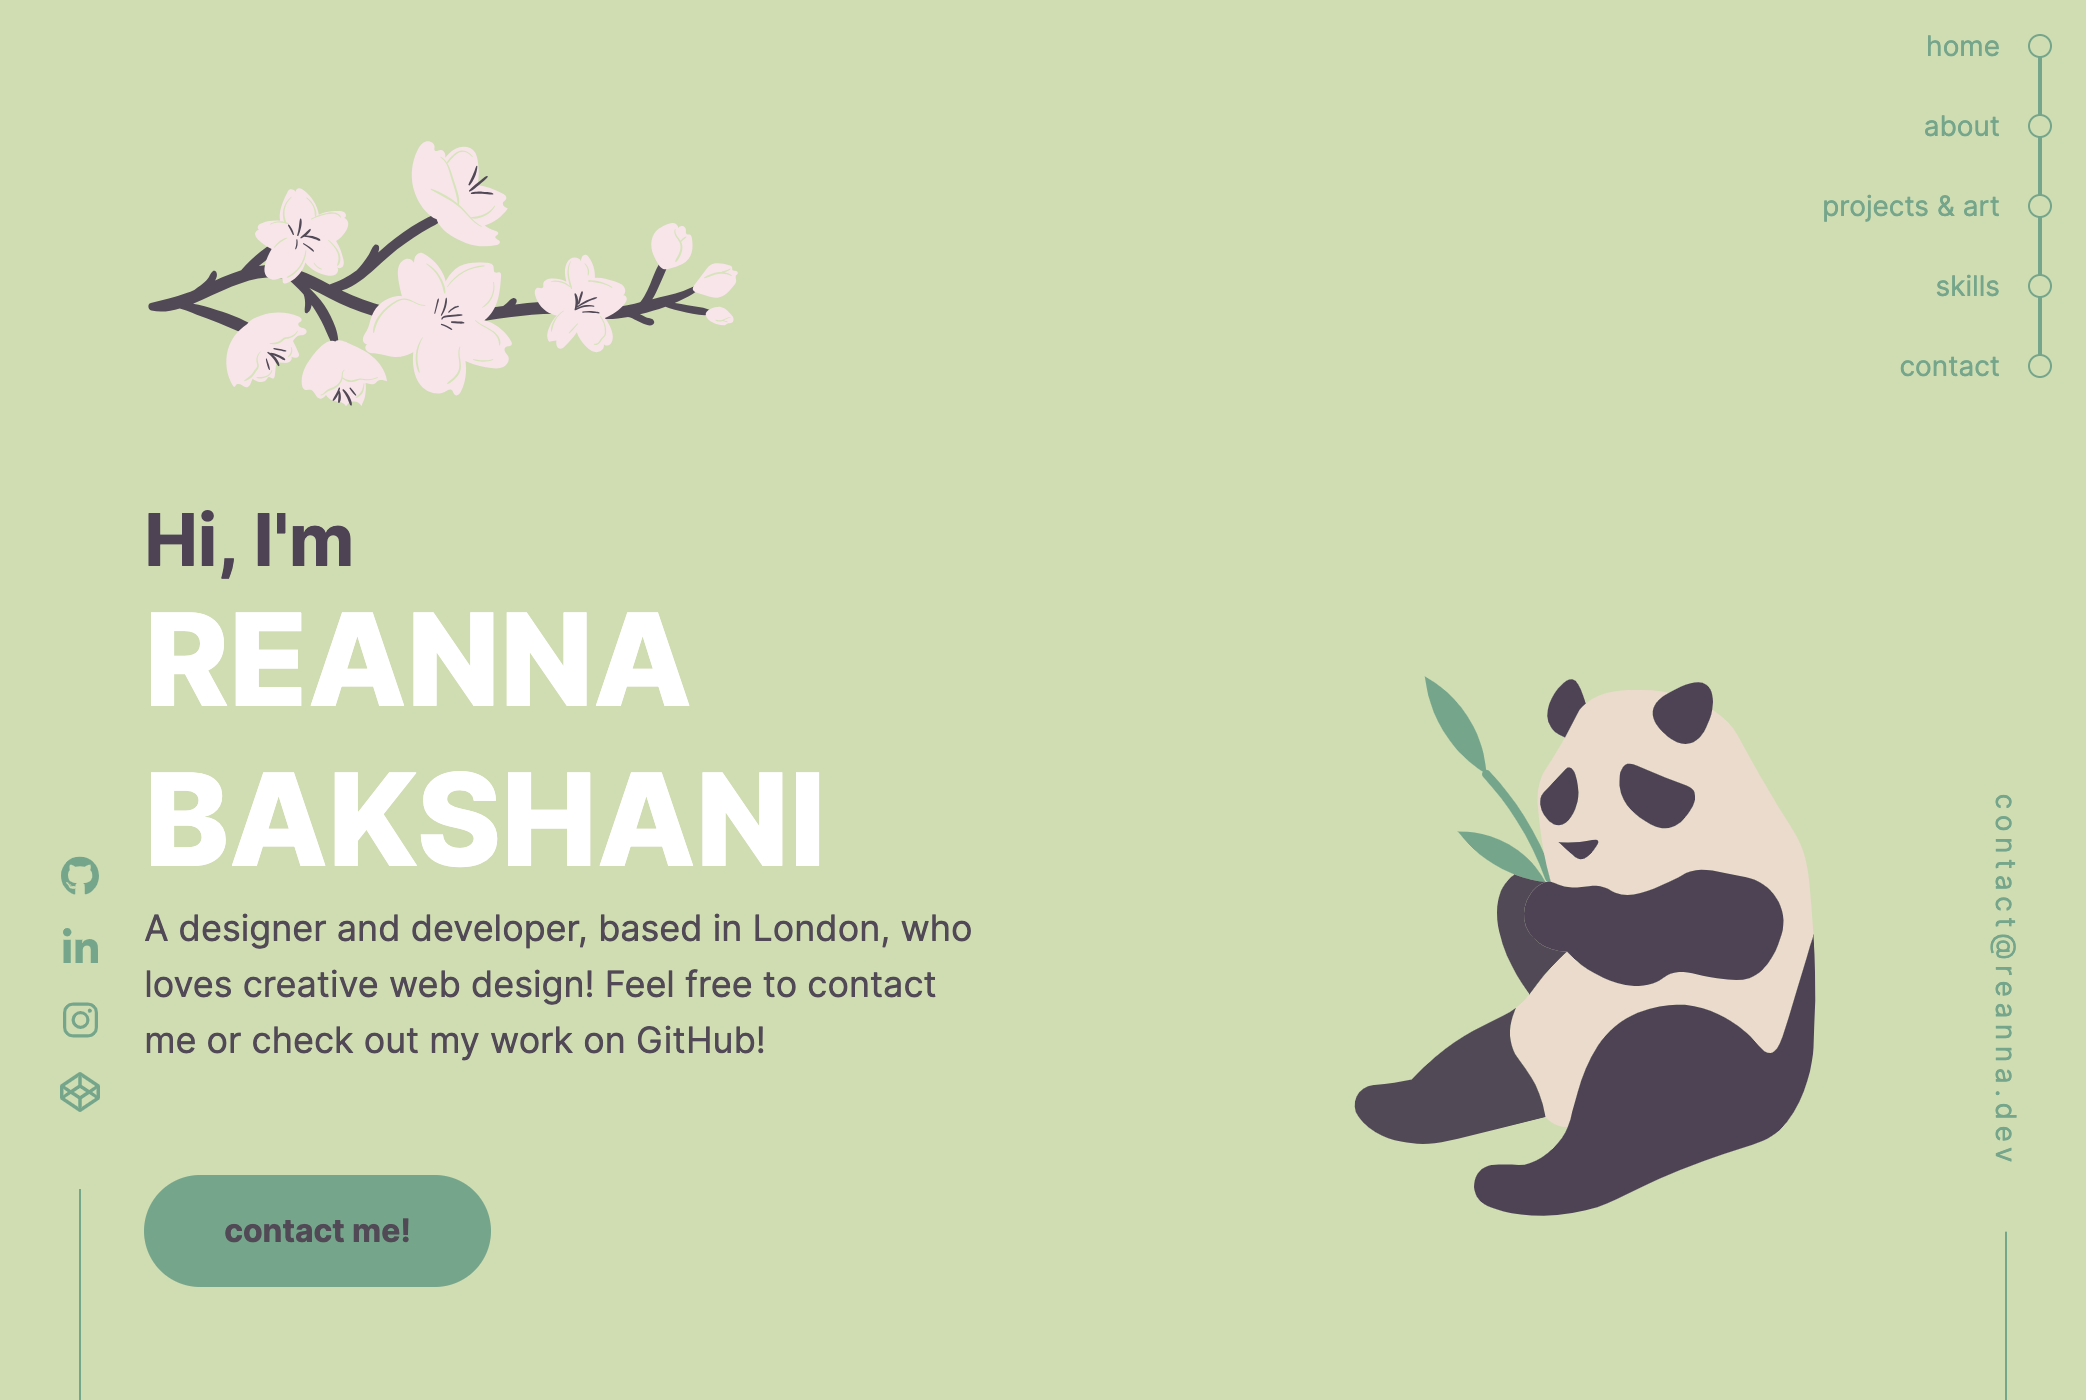 home
about
projects & art
skills
contact
Hi, I'm
REANNA
BAKSHANI
A designer and developer, based in London, who
loves creative web design! Feel free to contact
me or check out my work on GitHub!
contact me!
in
contact@reanna.dev